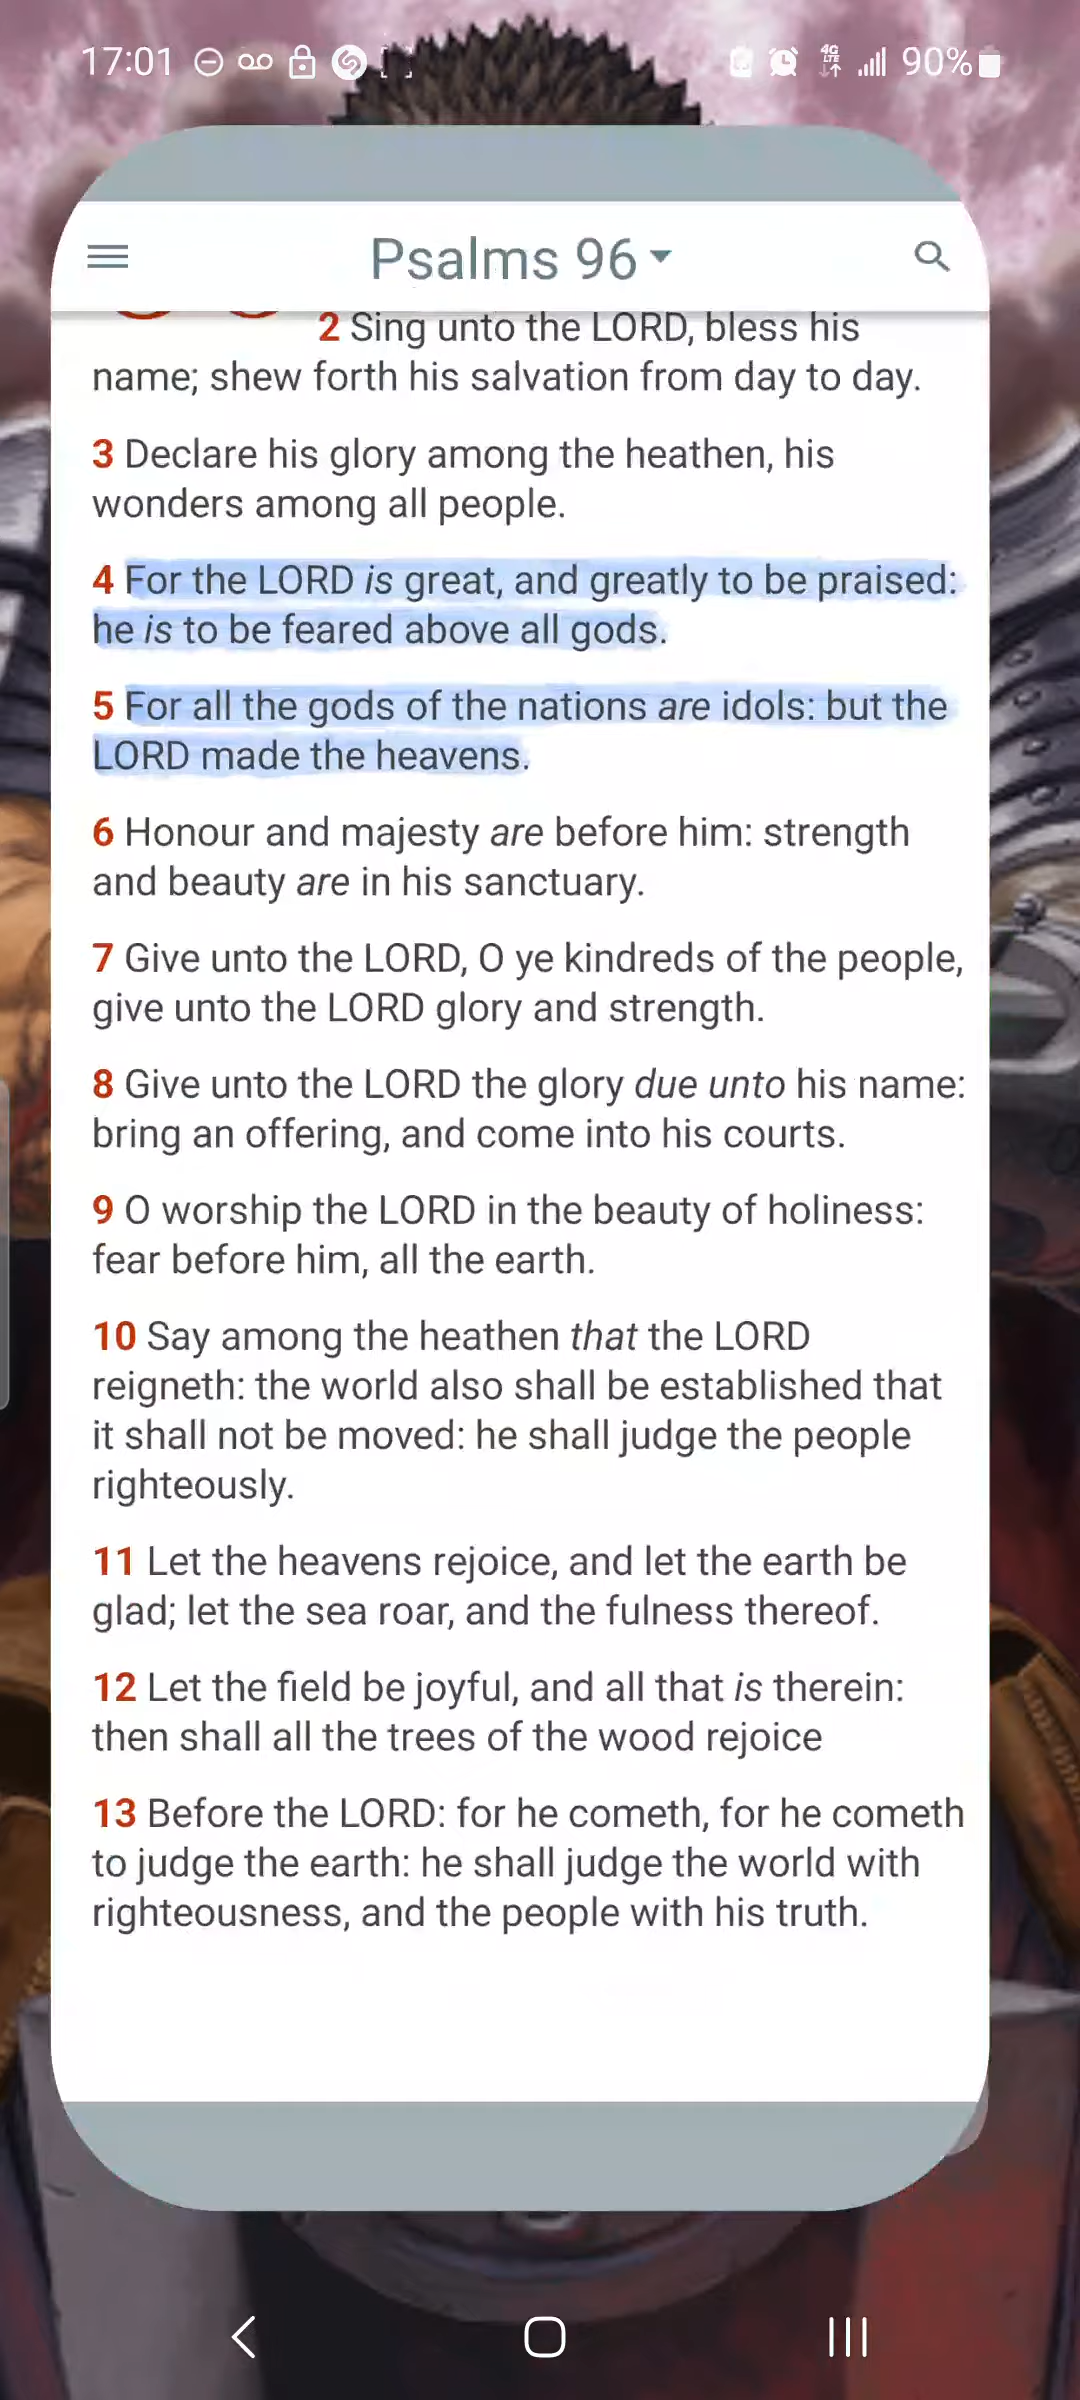 17:01 4G LTE 90%
Psalms 96
2 Sing unto the LORD, bless his
name; shew forth his salvation from day to day.
3 Declare his glory among the heathen, his
wonders among all people.
4 For the LORD is great, and greatly to be praised:
he is to be feared above all gods.
5 For all the gods of the nations are idols: but the
LORD made the heavens.
6 Honour and majesty are before him: strength
and beauty are in his sanctuary.
7 Give unto the LORD, O ye kindreds of the people,
give unto the LORD glory and strength.
8 Give unto the LORD the glory due unto his name:
bring an offering, and come into his courts.
9 O worship the LORD in the beauty of holiness:
fear before him, all the earth.
10 Say among the heathen that the LORD
reigneth: the world also shall be established that
it shall not be moved: he shall judge the people
righteously.
11 Let the heavens rejoice, and let the earth be
glad; let the sea roar, and the fulness thereof.
12 Let the field be joyful, and all that is therein:
then shall all the trees of the wood rejoice
13 Before the LORD: for he cometh, for he cometh
to judge the earth: he shall judge the world with
righteousness, and the people with his truth.